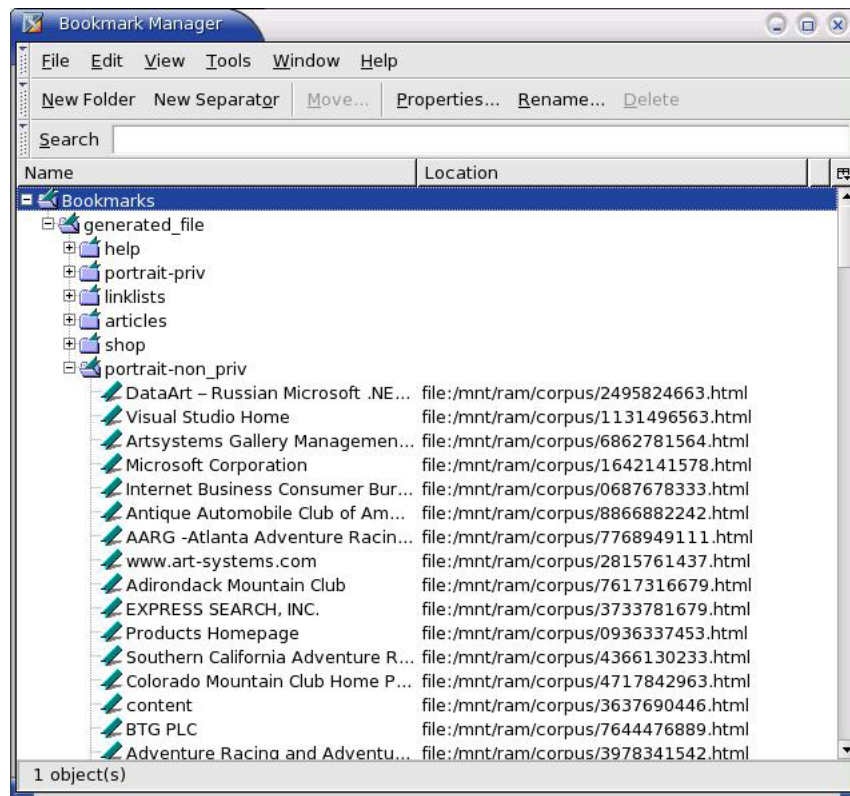 Bookmark Manager
File Edit View Tools Window Help
New Folder New Separator Move... Properties... Rename... Delete
Search
Name Location
Bookmarks
generated_file
help
portrait-priv
linklists
articles
shop
portrait-non_priv
DataArt – Russian Microsoft .NE... file:/mnt/ram/corpus/2495824663.html
Visual Studio Home file:/mnt/ram/corpus/1131496563.html
Artsystems Gallery Managemen... file:/mnt/ram/corpus/6862781564.html
Microsoft Corporation file:/mnt/ram/corpus/1642141578.html
Internet Business Consumer Bur... file:/mnt/ram/corpus/0687678333.html
Antique Automobile Club of Am... file:/mnt/ram/corpus/8866882242.html
AARG -Atlanta Adventure Racin... file:/mnt/ram/corpus/7768949111.html
www.art-systems.com file:/mnt/ram/corpus/2815761437.html
Adirondack Mountain Club file:/mnt/ram/corpus/7617316679.html
EXPRESS SEARCH, INC. file:/mnt/ram/corpus/3733781679.html
Products Homepage file:/mnt/ram/corpus/0936337453.html
Southern California Adventure R... file:/mnt/ram/corpus/4366130233.html
Colorado Mountain Club Home P... file:/mnt/ram/corpus/4717842963.html
content file:/mnt/ram/corpus/3637690446.html
BTG PLC file:/mnt/ram/corpus/7644476889.html
Adventure Racing and Adventu... file:/mnt/ram/corpus/3978341542.html
1 object(s)